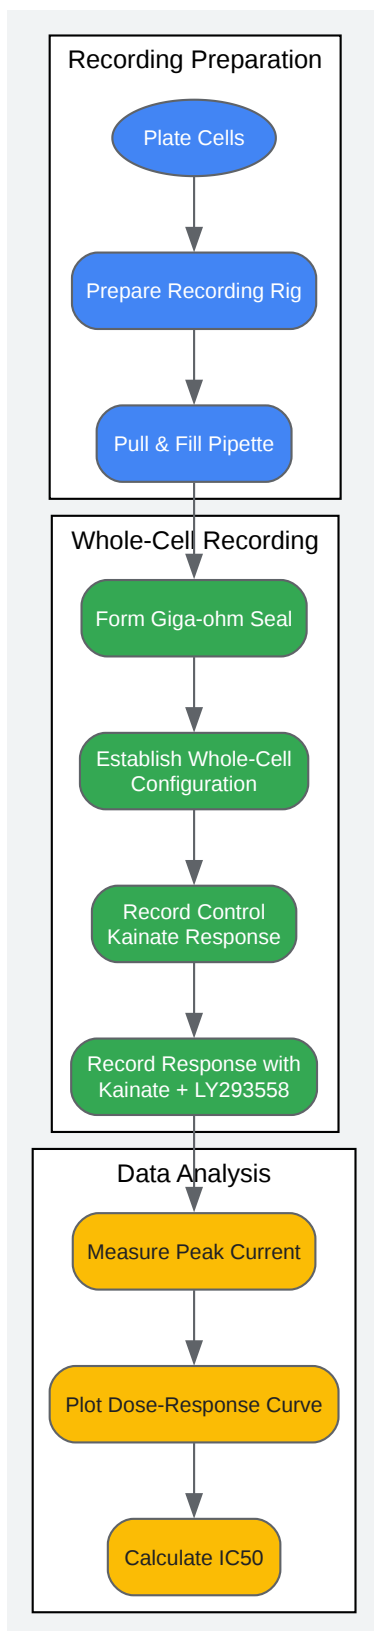 Recording Preparation
Plate Cells
Prepare Recording Rig
Pull & Fill Pipette
Whole-Cell Recording
Form Giga-ohm Seal
Establish Whole-Cell
Configuration
Record Control
Kainate Response
Record Response with
Kainate + LY293558
Data Analysis
Measure Peak Current
Plot Dose-Response Curve
Calculate IC50